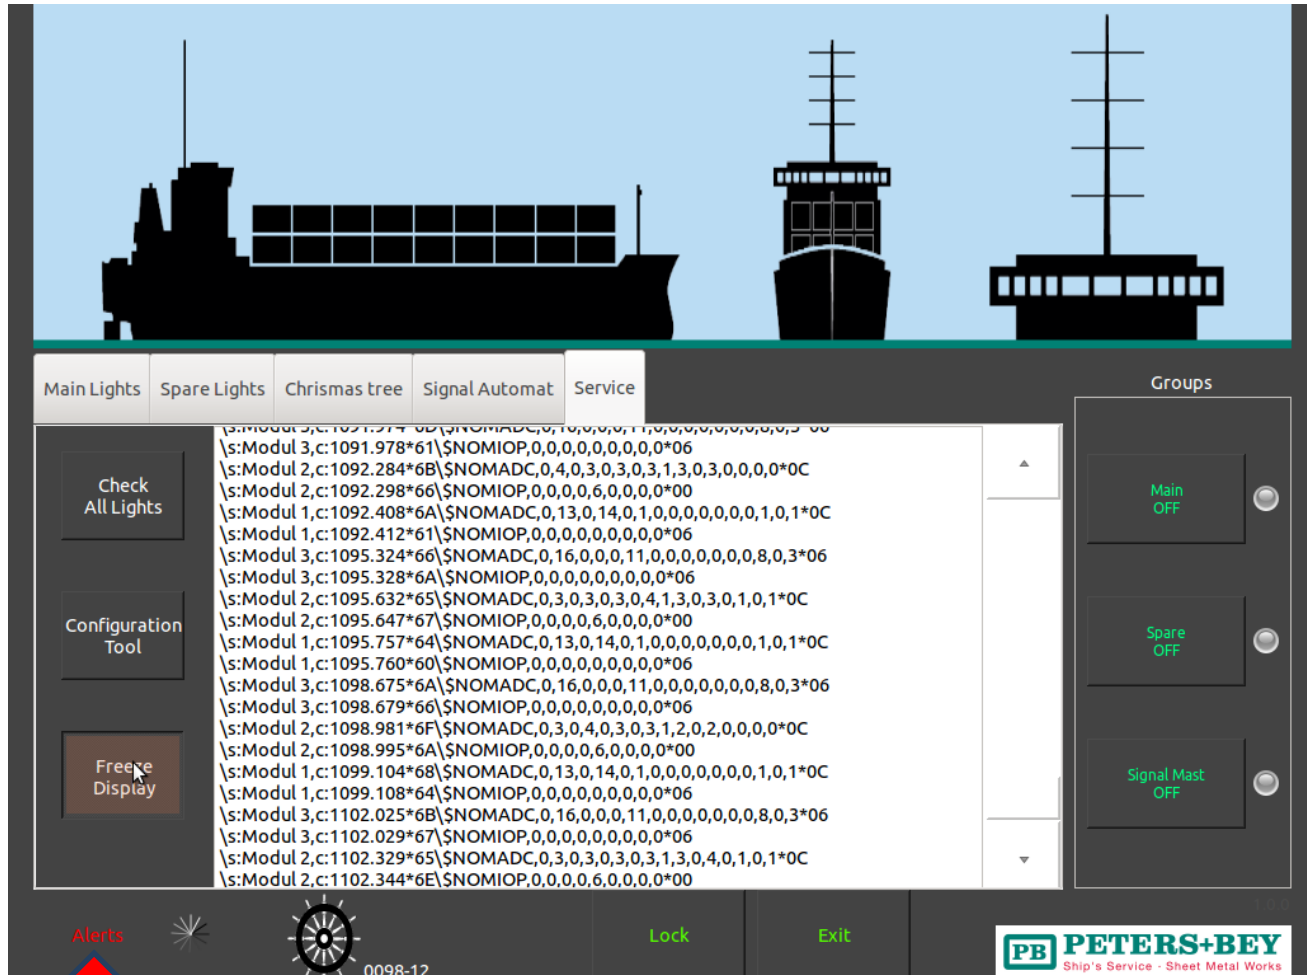 Main Lights
Spare Lights
Chrismas tree
Signal Automat
Service
Groups
Check
All Lights
Configuration
Tool
Freeze
Display
\s:Modul 3,c:1091.978*61\$NOMIOP,0,0,0,0,0,0,0,0,0*06
\s:Modul 2,c:1092.284*6B\$NOMADC,0,4,0,3,0,3,0,3,1,3,0,3,0,0,0,0*0C
\s:Modul 2,c:1092.298*66\$NOMIOP,0,0,0,0,6,0,0,0,0*00
\s:Modul 1,c:1092.408*6A\$NOMADC,0,13,0,14,0,1,0,0,0,0,0,0,0,1,0,1*0C
\s:Modul 1,c:1092.412*61\$NOMIOP,0,0,0,0,0,0,0,0,0*06
\s:Modul 3,c:1095.324*66\$NOMADC,0,16,0,0,0,11,0,0,0,0,0,0,0,8,0,3*06
\s:Modul 3,c:1095.328*6A\$NOMIOP,0,0,0,0,0,0,0,0,0*06
\s:Modul 2,c:1095.632*65\$NOMADC,0,3,0,3,0,3,0,4,1,3,0,3,0,1,0,1*0C
\s:Modul 2,c:1095.647*67\$NOMIOP,0,0,0,0,6,0,0,0,0*00
\s:Modul 1,c:1095.757*64\$NOMADC,0,13,0,14,0,1,0,0,0,0,0,0,0,1,0,1*0C
\s:Modul 1,c:1095.760*60\$NOMIOP,0,0,0,0,0,0,0,0,0*06
\s:Modul 3,c:1098.675*6A\$NOMADC,0,16,0,0,0,11,0,0,0,0,0,0,0,8,0,3*06
\s:Modul 3,c:1098.679*66\$NOMIOP,0,0,0,0,0,0,0,0,0*06
\s:Modul 2,c:1098.981*6F\$NOMADC,0,3,0,4,0,3,0,3,1,2,0,2,0,0,0,0*0C
\s:Modul 2,c:1098.995*6A\$NOMIOP,0,0,0,0,6,0,0,0,0*00
\s:Modul 1,c:1099.104*68\$NOMADC,0,13,0,14,0,1,0,0,0,0,0,0,0,1,0,1*0C
\s:Modul 1,c:1099.108*64\$NOMIOP,0,0,0,0,0,0,0,0,0*06
\s:Modul 3,c:1102.025*6B\$NOMADC,0,16,0,0,0,11,0,0,0,0,0,0,0,8,0,3*06
\s:Modul 3,c:1102.029*67\$NOMIOP,0,0,0,0,0,0,0,0,0*06
\s:Modul 2,c:1102.329*65\$NOMADC,0,3,0,3,0,3,0,3,1,3,0,4,0,1,0,1*0C
\s:Modul 2,c:1102.344*6E\$NOMIOP,0,0,0,0,6,0,0,0,0*00
Main
OFF
Spare
OFF
Signal Mast
OFF
1.0.0
Alerts
0098-12
Lock
Exit
PB PETERS+BEY
Ship's Service - Sheet Metal Works